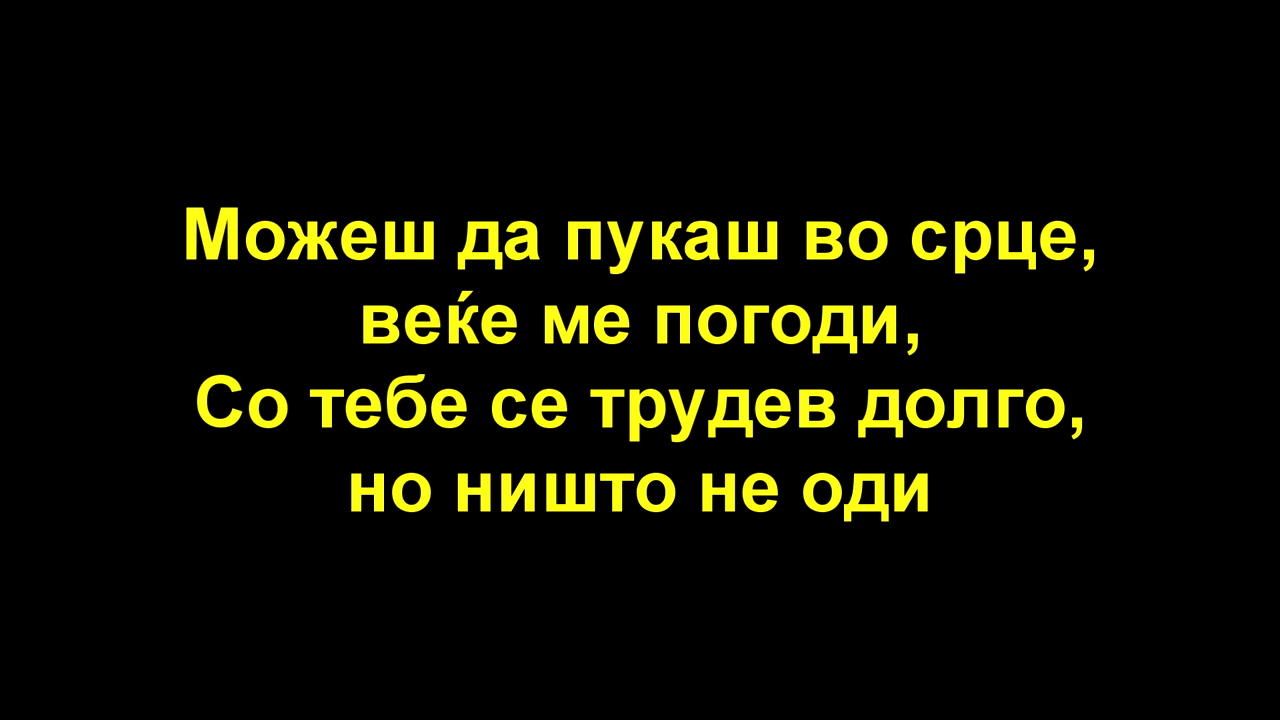 Можеш да пукаш во срце,
веќе ме погоди,
Со тебе се трудев долго,
но ништо не оди